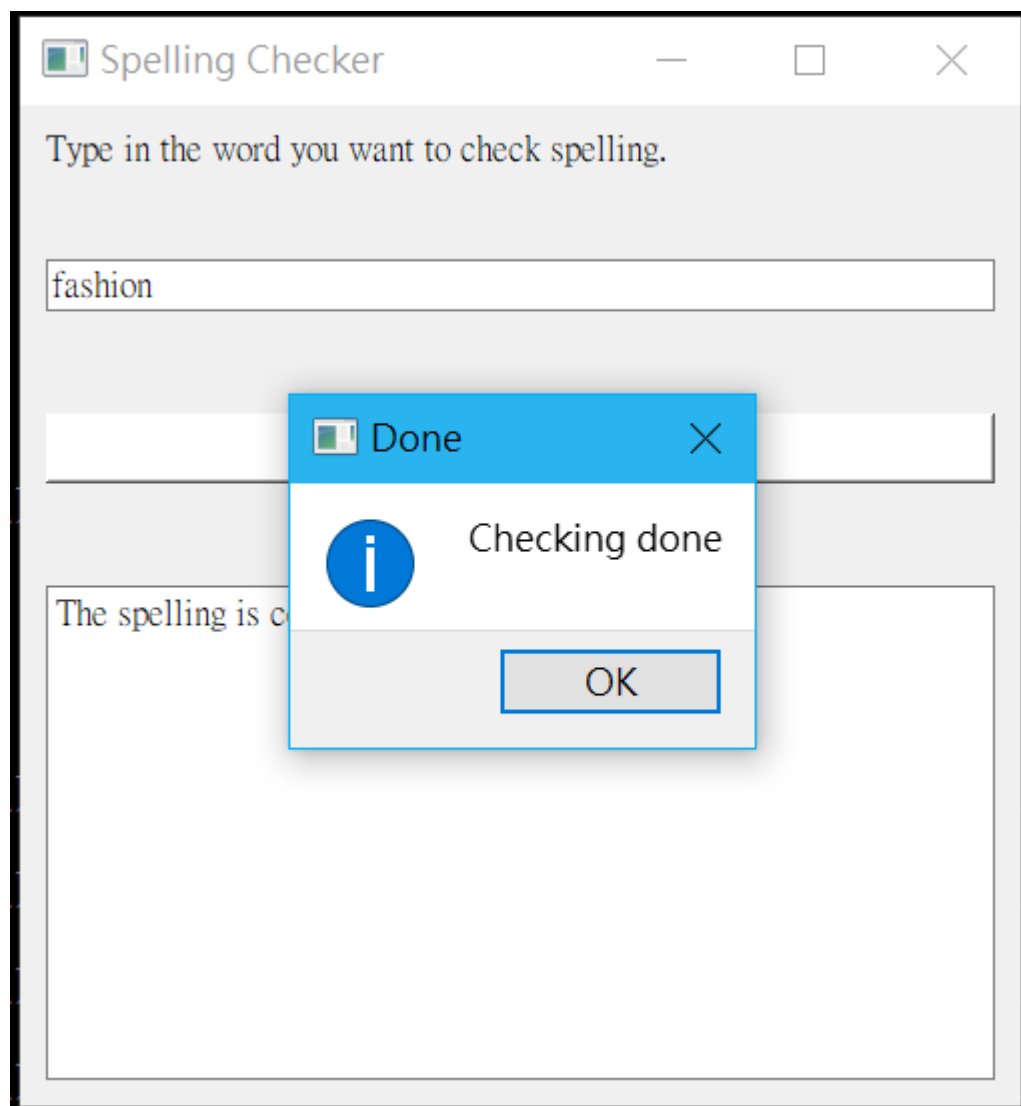 Spelling Checker
Type in the word you want to check spelling.
fashion
Done
Checking done
The spelling is
OK